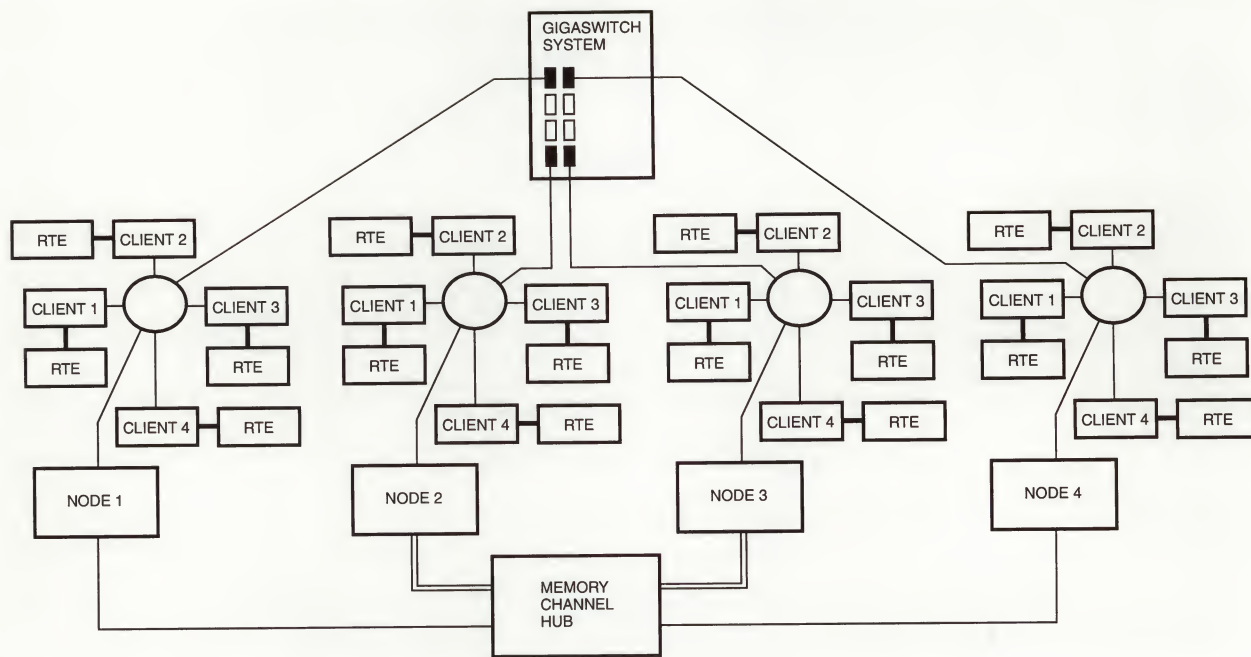 GIGASWITCH
SYSTEM
RTE
CLIENT 2
CLIENT 1
CLIENT 3
RTE
RTE
CLIENT 4
RTE
NODE 1
RTE
CLIENT 2
CLIENT 1
CLIENT 3
RTE
RTE
CLIENT 4
RTE
NODE 2
RTE
CLIENT 2
CLIENT 1
CLIENT 3
RTE
RTE
CLIENT 4
RTE
NODE 3
RTE
CLIENT 2
CLIENT 1
CLIENT 3
RTE
RTE
CLIENT 4
RTE
NODE 4
MEMORY
CHANNEL
HUB